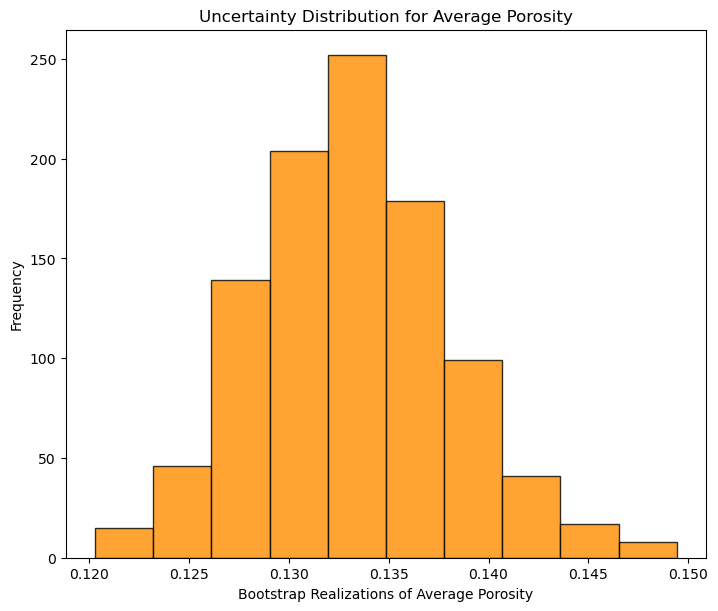 Uncertainty Distribution for Average Porosity
250
200
150
100
50
0
Frequency
0.120 0.125 0.130 0.135 0.140 0.145 0.150
Bootstrap Realizations of Average Porosity